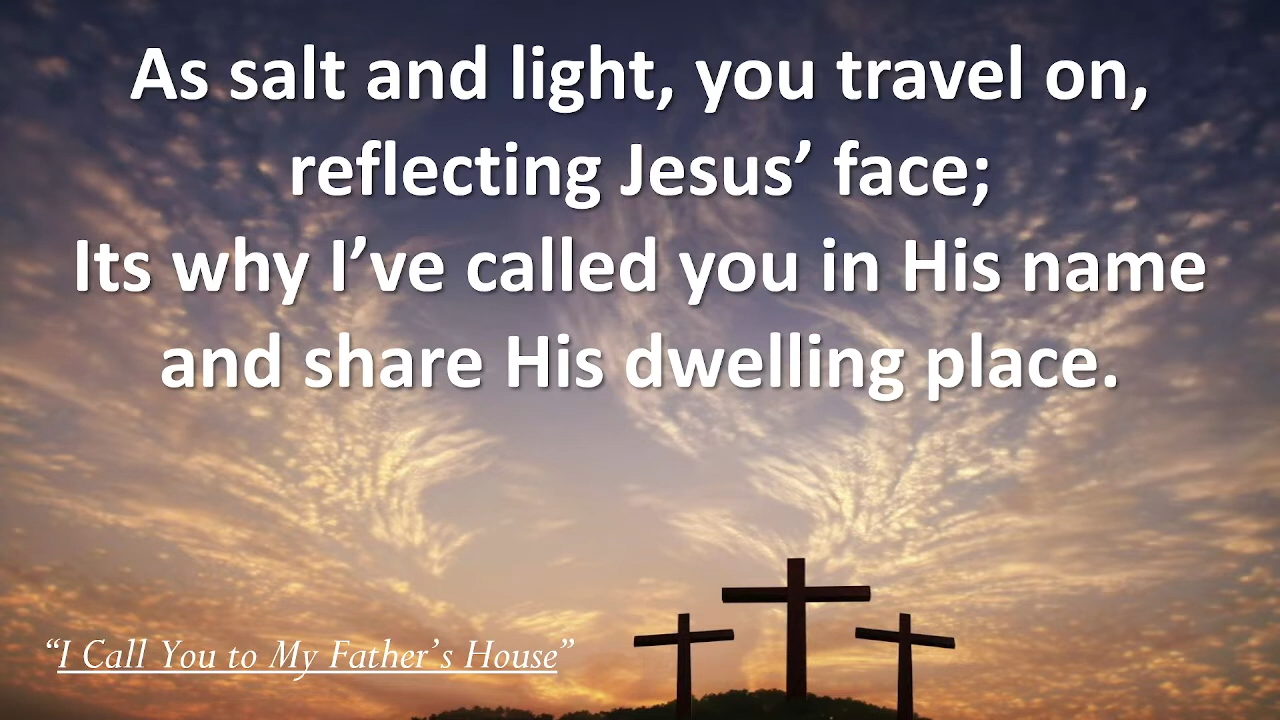 As salt and light, you travel on,
reflecting Jesus’ face;
Its why I’ve called you in His name
and share His dwelling place.
“I Call You to My Father’s House”